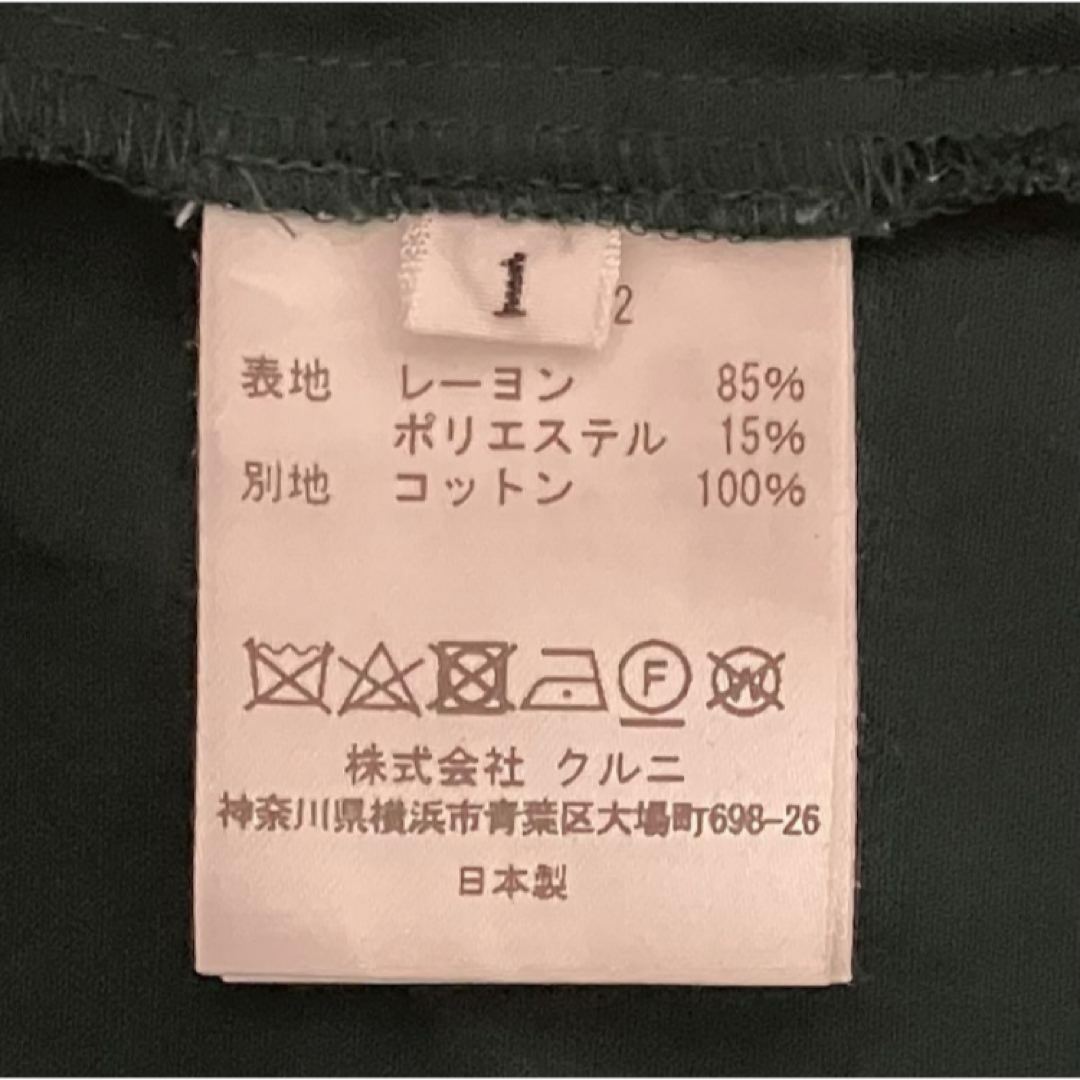 1
2
表地 レーヨン 85%
ポリエステル 15%
別地 コットン 100%
F W
株式会社 クルニ
神奈川県横浜市青葉区大場町698-26
日本製